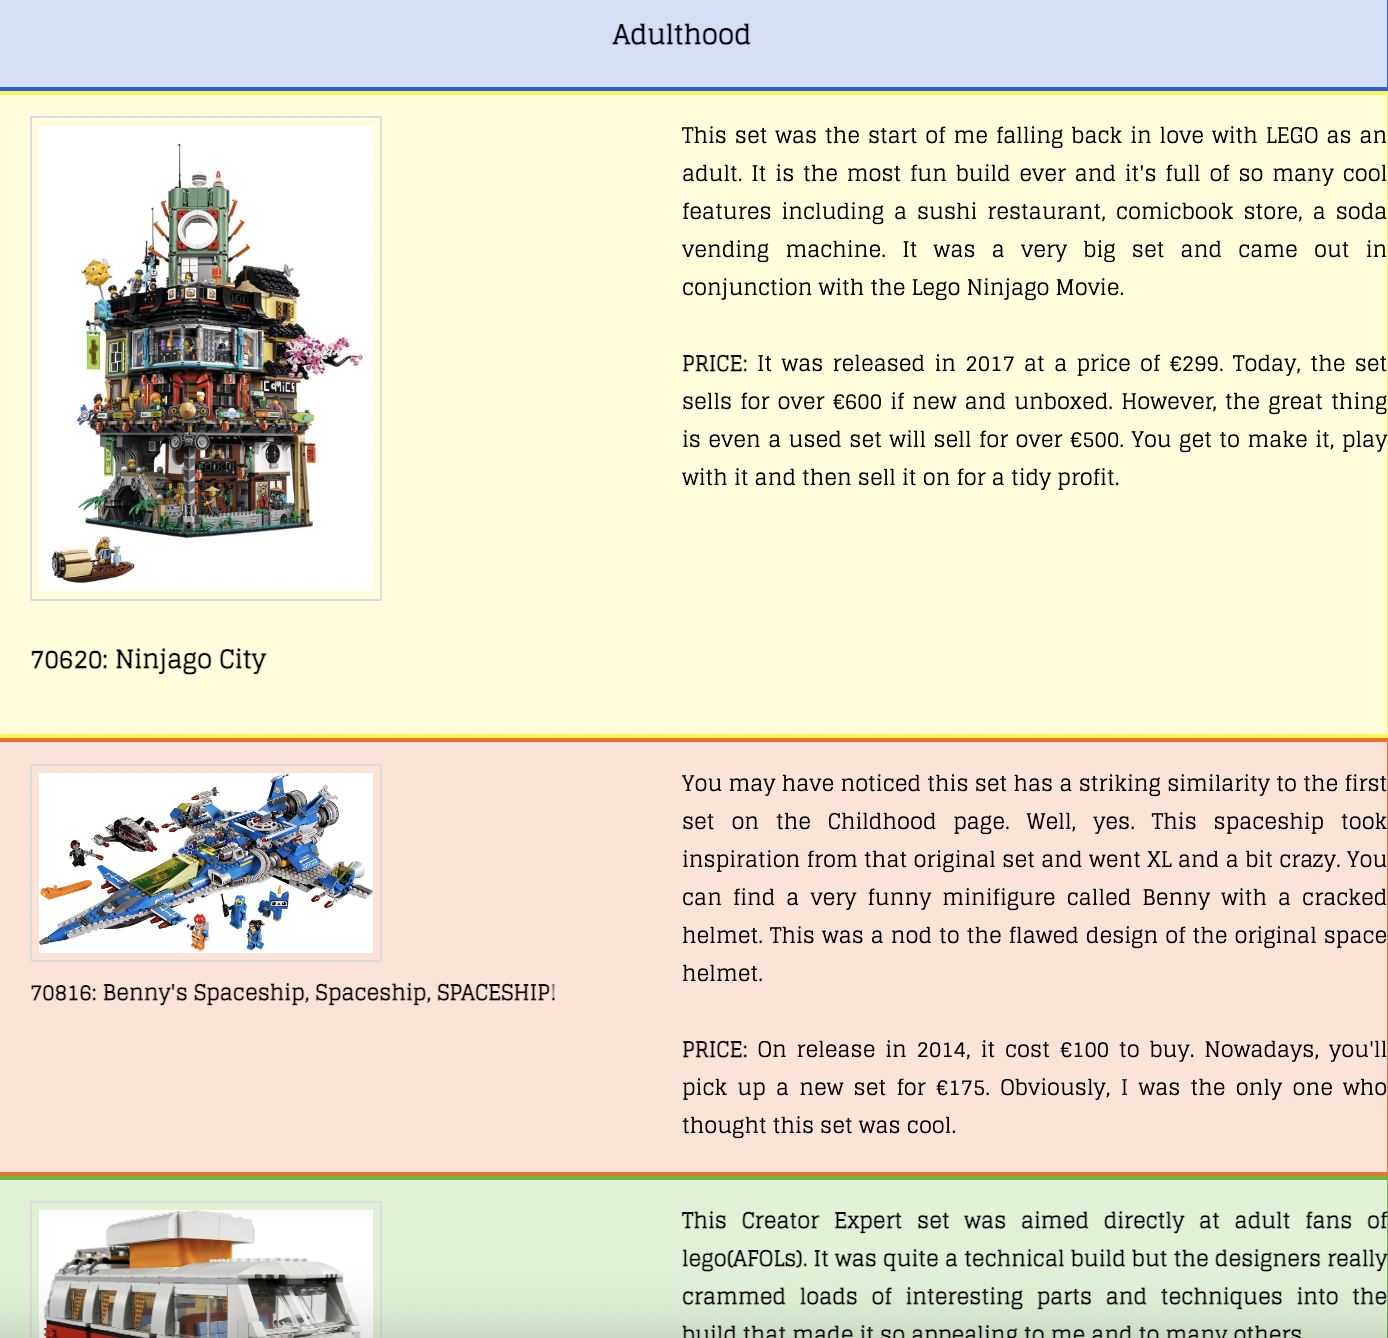 Adulthood
This set was the start of me falling back in love with LEGO as an
adult. It is the most fun build ever and it's full of so many cool
features including a sushi restaurant, comicbook store, a soda
vending machine. It was a very big set and came out in
conjunction with the Lego Ninjago Movie.
PRICE: It was released in 2017 at a price of €299. Today, the set
sells for over €600 if new and unboxed. However, the great thing
is even a used set will sell for over €500. You get to make it, play
with it and then sell it on for a tidy profit.
COMICS
70620: Ninjago City
You may have noticed this set has a striking similarity to the first
set on the Childhood page. Well, yes. This spaceship took
inspiration from that original set and went XL and a bit crazy. You
can find a very funny minifigure called Benny with a cracked
helmet. This was a nod to the flawed design of the original space
helmet.
70816: Benny's Spaceship, Spaceship, SPACESHIP!
PRICE: On release in 2014, it cost €100 to buy. Nowadays, you'll
pick up a new set for €175. Obviously, I was the only one who
thought this set was cool.
This Creator Expert set was aimed directly at adult fans of
lego(AFOLs). It was quite a technical build but the designers really
crammed loads of interesting parts and techniques into the
build that made it so appealing to me and to many others.